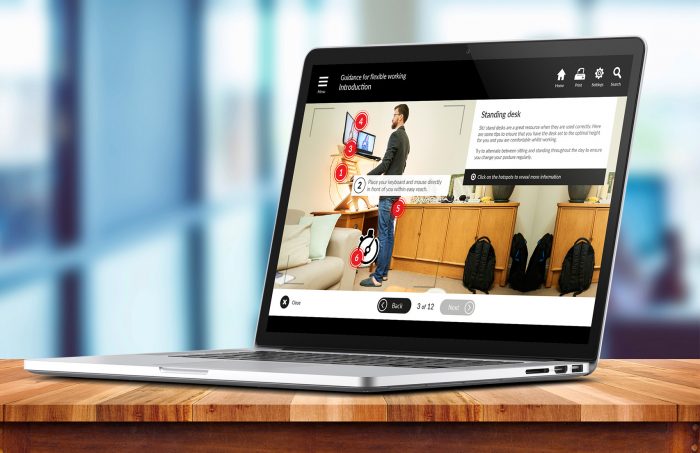 Menu
Guidance for flexible working
Introduction
Home
Print
Settings
Search
4
3
1
2
Place your keyboard and mouse directly
in front of you within easy reach.
5
6
Standing desk
Sit/ stand desks are a great resource when they are used correctly. Here
are some tips to ensure that you have the desk set to the optimal height
for you and you are comfortable whilst working.
Try to alternate between sitting and standing throughout the day to ensure
you change your posture regularly.
Click on the hotspots to reveal more information
Close
Back
3 of 12
Next